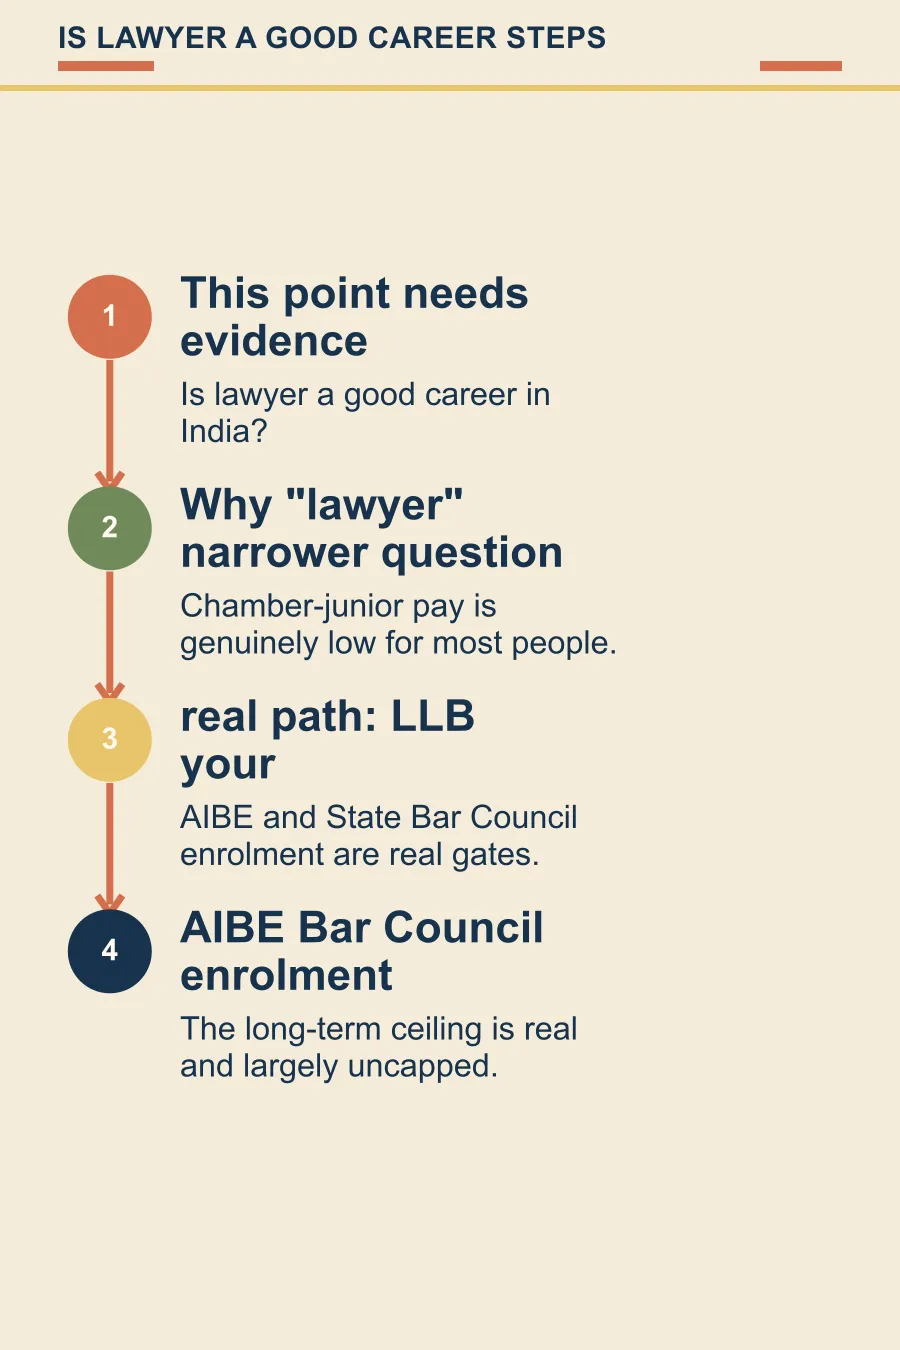 IS LAWYER A GOOD CAREER STEPS
1
This point needs
evidence
Is lawyer a good career in
India?
2
Why "lawyer"
narrower question
Chamber-junior pay is
genuinely low for most people.
3
real path: LLB
your
AIBE and State Bar Council
enrolment are real gates.
4
AIBE Bar Council
enrolment
The long-term ceiling is real
and largely uncapped.